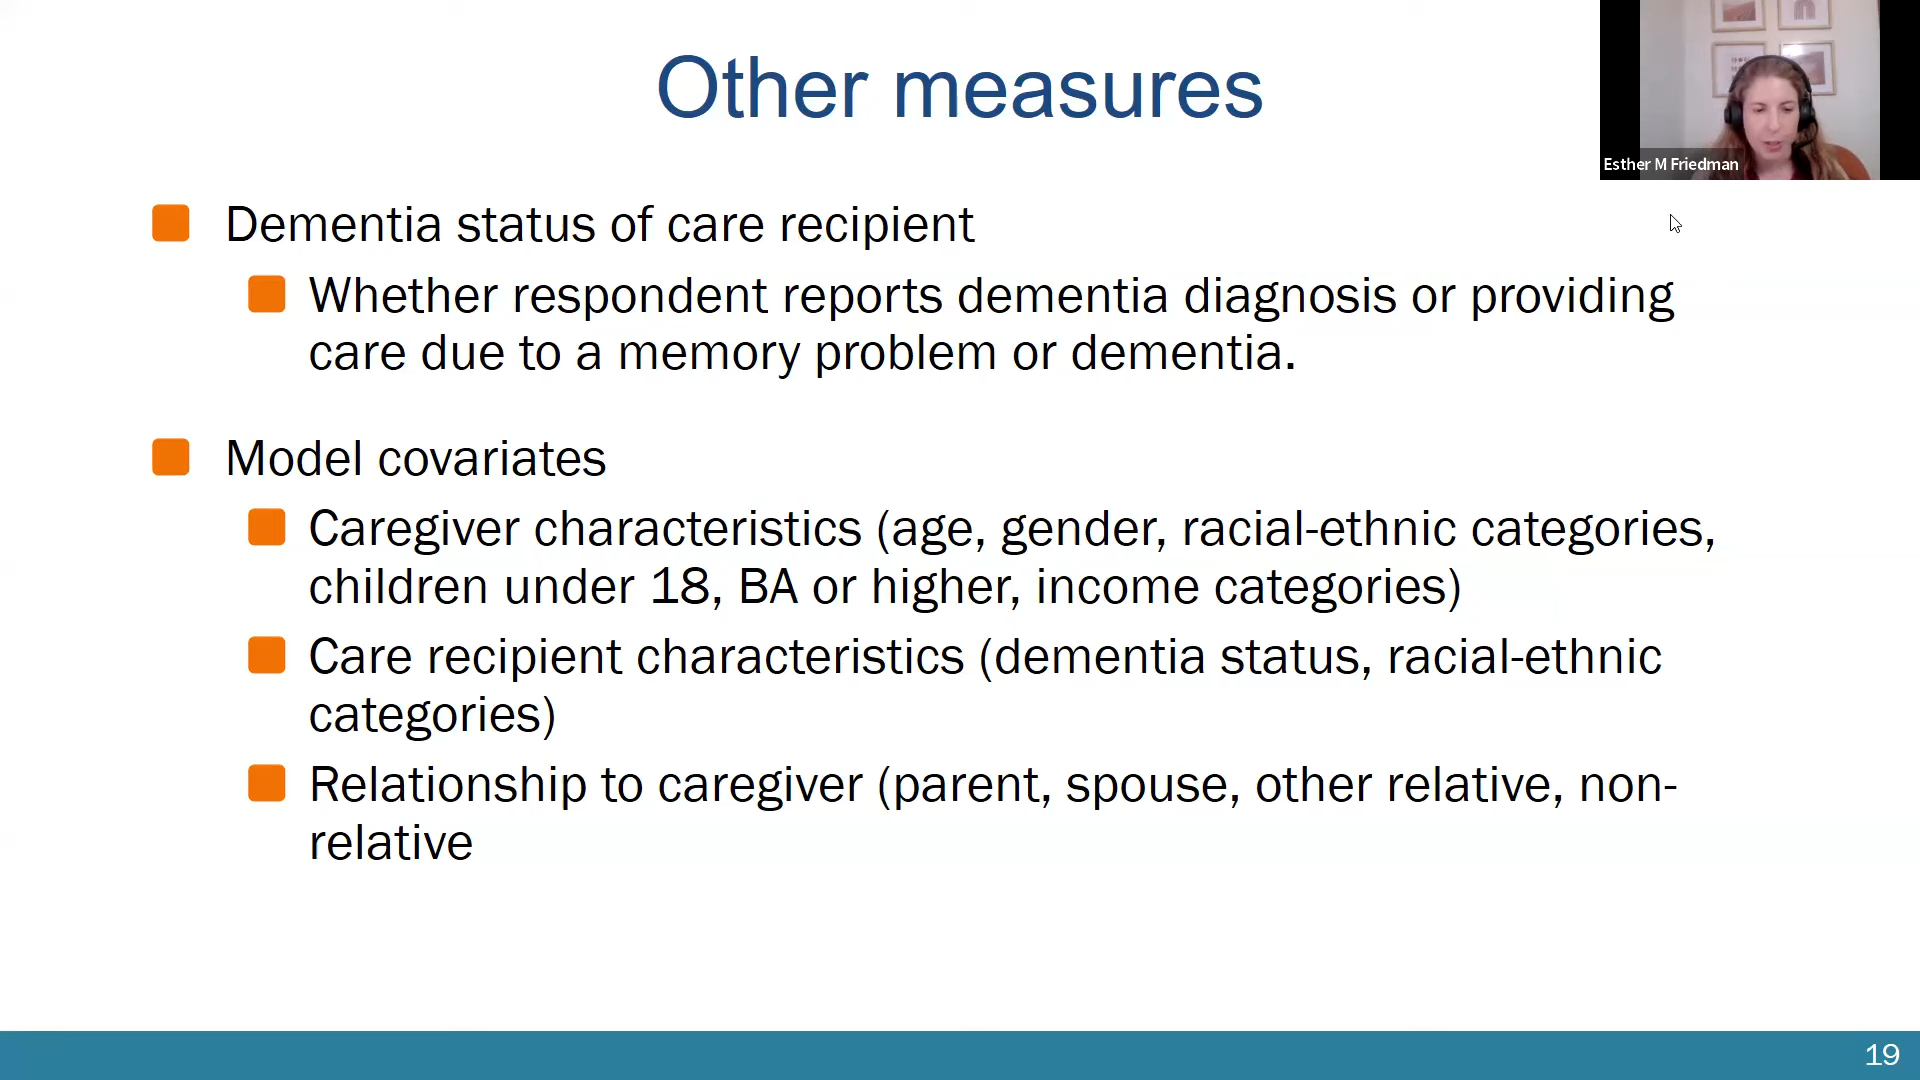 Other measures
Esther M Friedman
Dementia status of care recipient
Whether respondent reports dementia diagnosis or providing
care due to a memory problem or dementia.
Model covariates
Caregiver characteristics (age, gender, racial-ethnic categories,
children under 18, BA or higher, income categories)
Care recipient characteristics (dementia status, racial-ethnic
categories)
Relationship to caregiver (parent, spouse, other relative, non-
relative
19